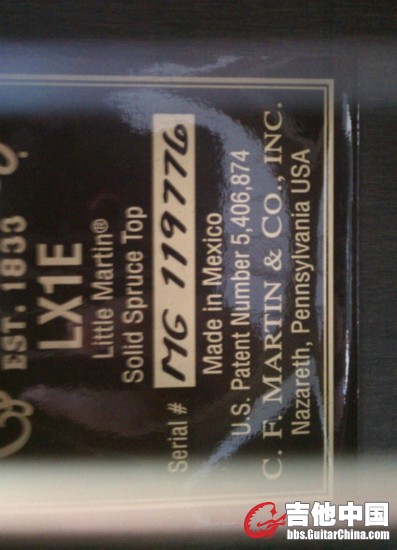 EST. 1833
LX1E
Little Martin®
Solid Spruce Top
Serial # MG 119776
Made in Mexico
U.S. Patent Number 5,406,874
C. F. MARTIN & CO., INC.
Nazareth, Pennsylvania USA
吉他中国
bbs.GuitarChina.com